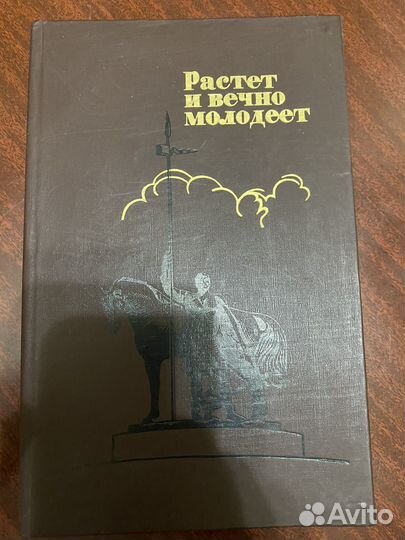 Растет
и вечно
молодеет
Avito